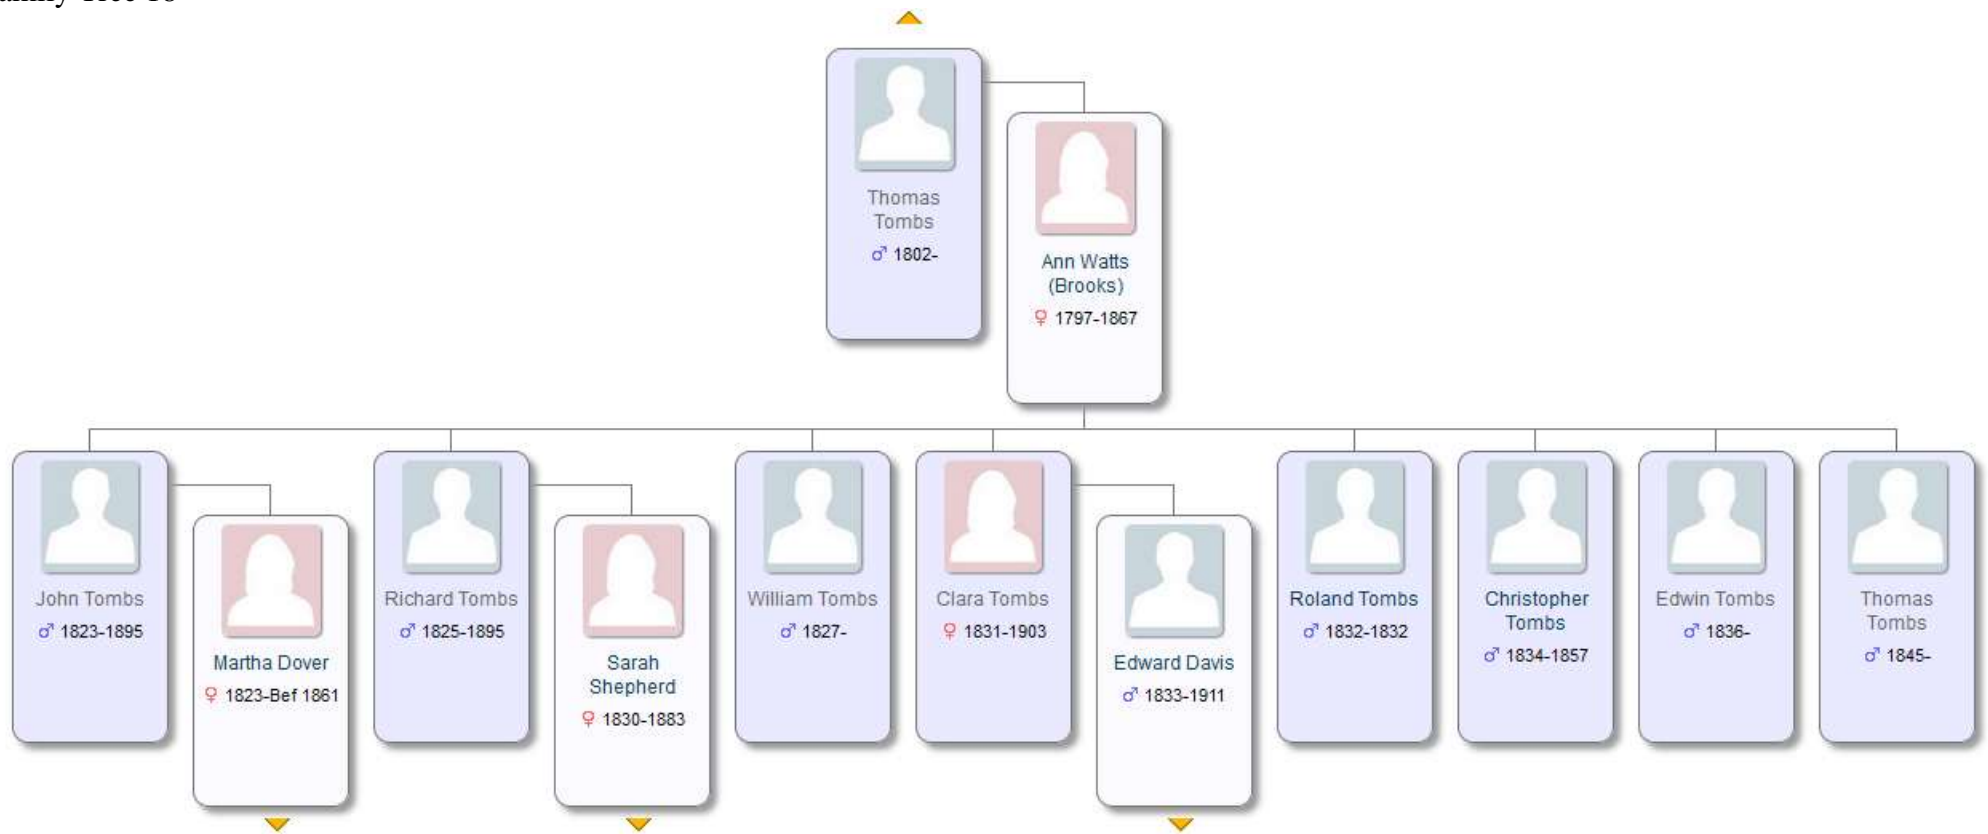 Thomas
Tombs
♂ 1802-
Ann Watts
(Brooks)
♀ 1797-1867
John Tombs
♂ 1823-1895
Martha Dover
♀ 1823-Bef 1861
Richard Tombs
♂ 1825-1895
Sarah
Shepherd
♀ 1830-1883
William Tombs
♂ 1827-
Clara Tombs
♀ 1831-1903
Edward Davis
♂ 1833-1911
Roland Tombs
♂ 1832-1832
Christopher
Tombs
♂ 1834-1857
Edwin Tombs
♂ 1836-
Thomas
Tombs
♂ 1845-